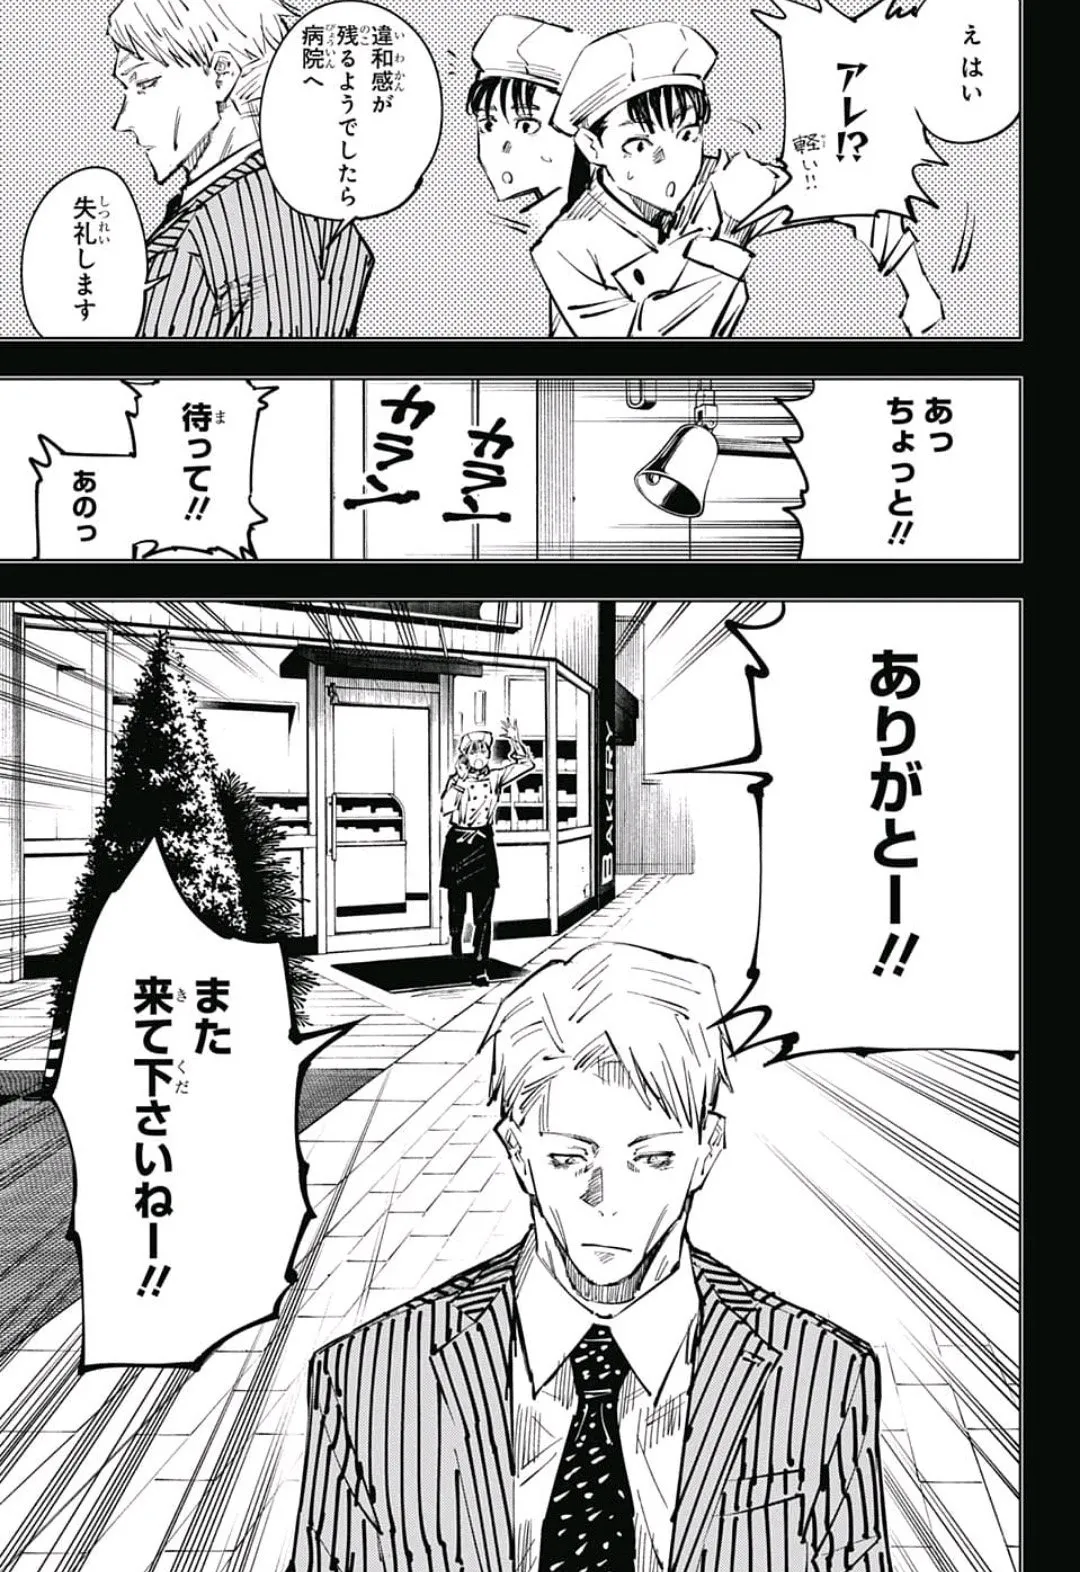 え はい
アレ!?
軽い!!
違和感が
残るようでしたら
病院へ
失礼します
あっ
ちょっと!!
カラン
カラン
待って!!
あのっ
ありがとー!!
BAKERY
また
来て下さいねー!!